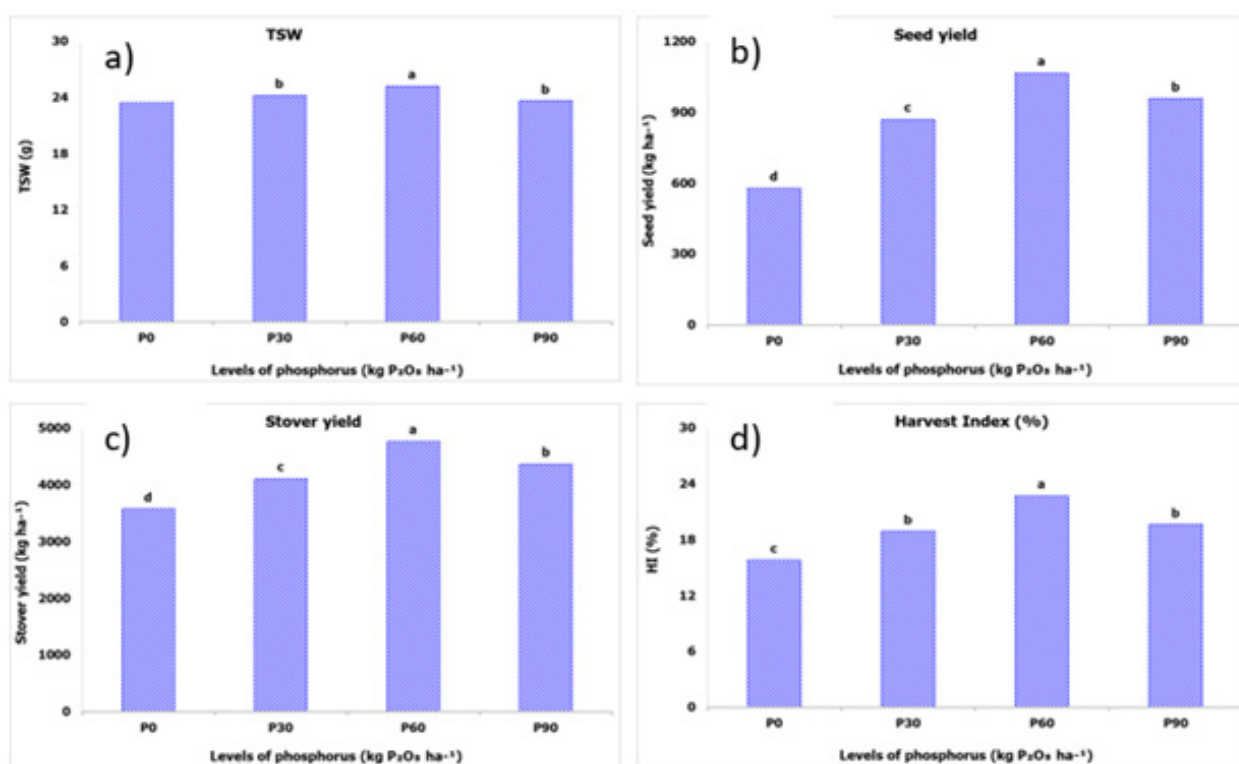 a)
TSW
30
24
18
12
6
0
TSW (g)
b
a
b
P0
P30
P60
P90
Levels of phosphorus (kg P₂O₅ ha-¹)
b)
Seed yield
1200
900
600
300
0
Seed yield (kg ha-¹)
d
c
a
b
P0
P30
P60
P90
Levels of phosphorus (kg P₂O₅ ha-¹)
c)
Stover yield
5000
4000
3000
2000
1000
0
Stover yield (kg ha-¹)
d
c
a
b
P0
P30
P60
P90
Levels of phosphorus (kg P₂O₅ ha-¹)
d)
Harvest Index (%)
30
24
18
12
6
0
HI (%)
c
b
a
b
P0
P30
P60
P90
Levels of phosphorus (kg P₂O₅ ha-¹)